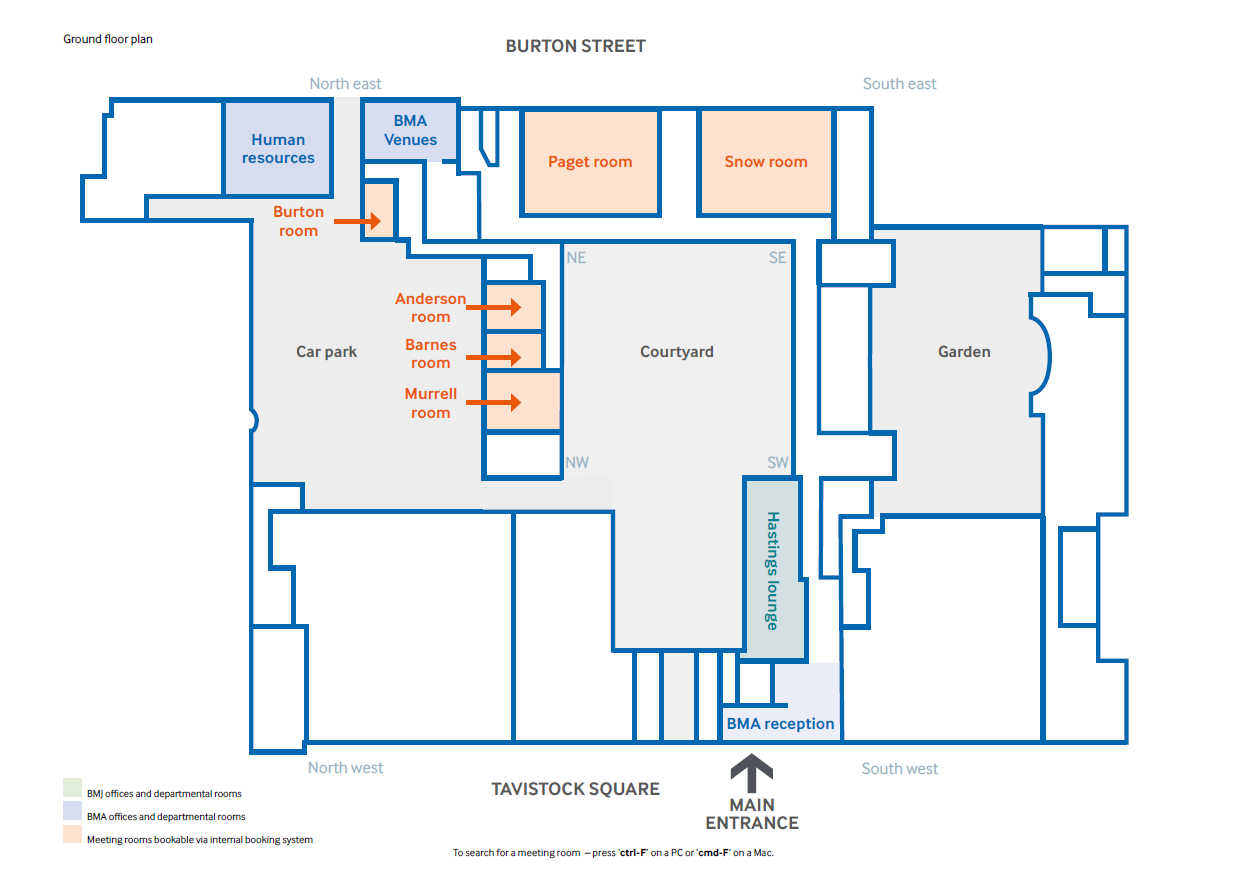 Ground floor plan
BURTON STREET
North east
South east
Human
resources
BMA
Venues
Paget room
Snow room
Burton
room
NE
SE
Anderson
room
Barnes
room
Murrell
room
Car park
Courtyard
Garden
NW
SW
Hastings lounge
BMA reception
North west
South west
TAVISTOCK SQUARE
MAIN
ENTRANCE
BMJ offices and departmental rooms
BMA offices and departmental rooms
Meeting rooms bookable via internal booking system
To search for a meeting room – press 'ctrl-F' on a PC or 'cmd-F' on a Mac.